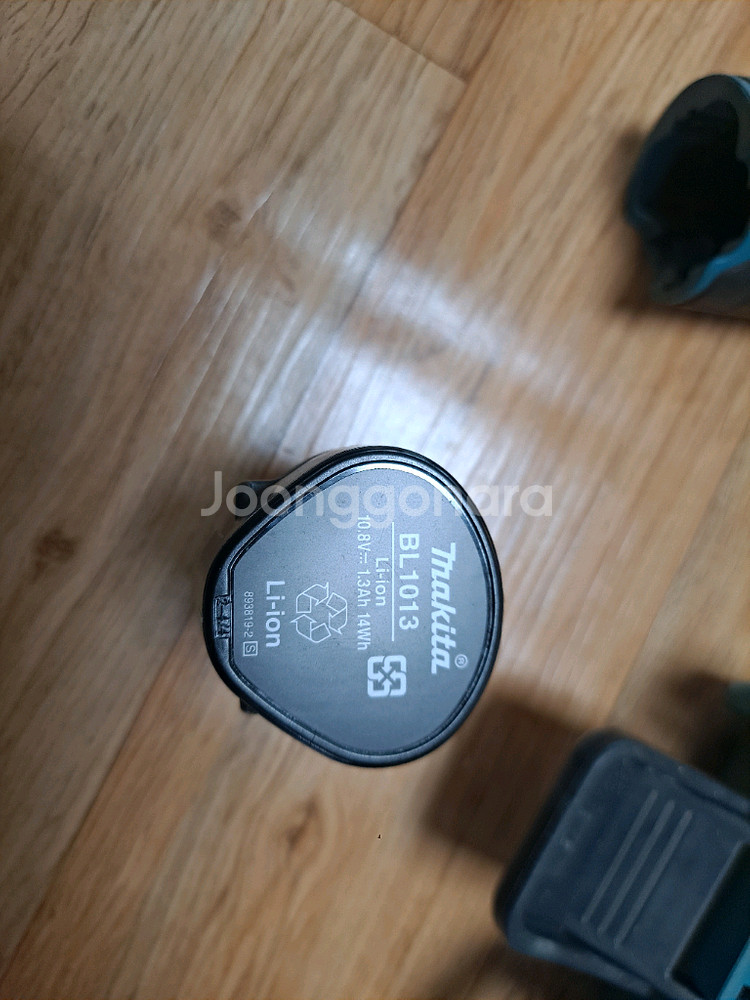 Joonggonara
Makita®
BL1013
Li-ion
10.8V⎓ 1.3Ah 14Wh
Li-ion
893819-2 S